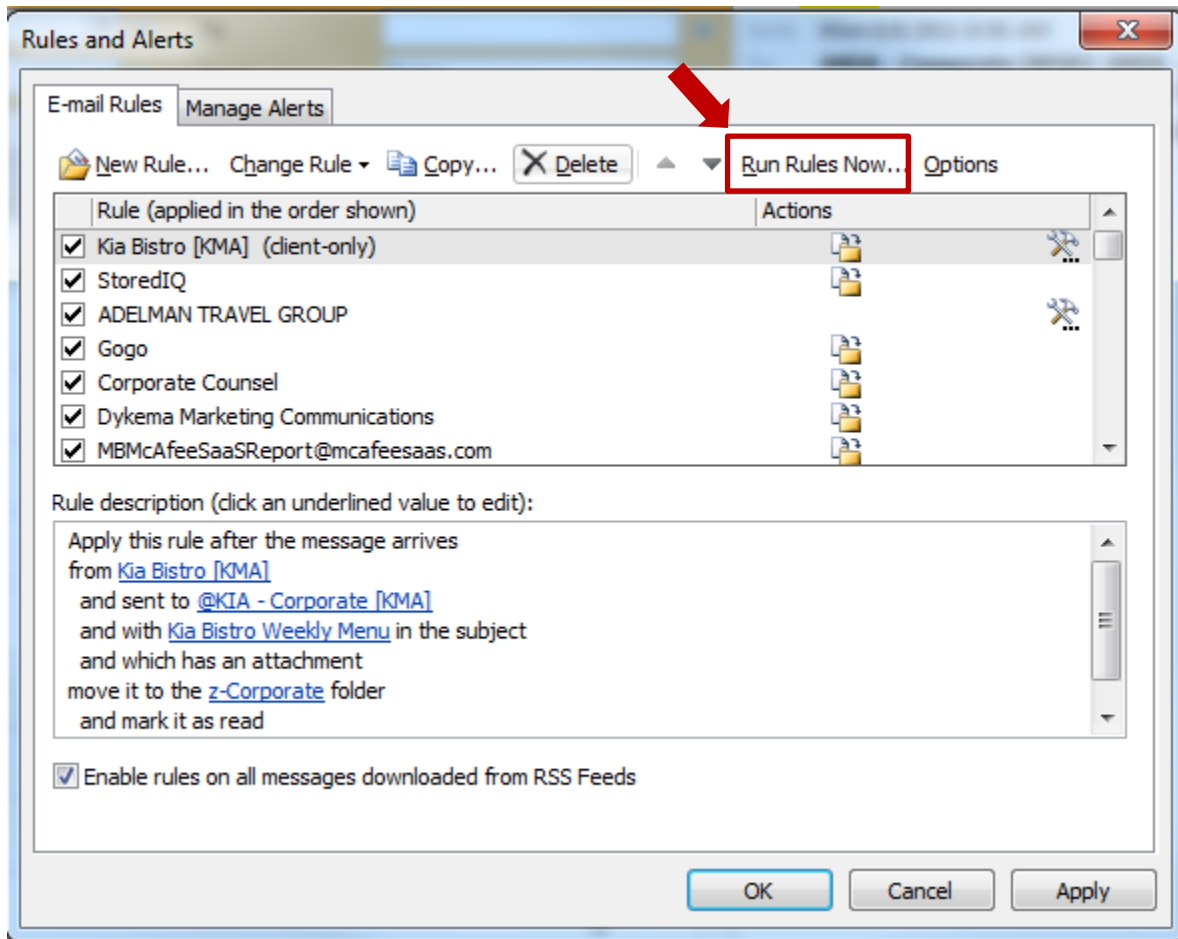 Rules and Alerts
E-mail Rules Manage Alerts
New Rule... Change Rule Copy... Delete Run Rules Now... Options
Rule (applied in the order shown) Actions
Kia Bistro [KMA] (client-only)
StoredIQ
ADELMAN TRAVEL GROUP
Gogo
Corporate Counsel
Dykema Marketing Communications
MBMcAfeeSaaSReport@mcafeesaas.com
Rule description (click an underlined value to edit):
Apply this rule after the message arrives
from Kia Bistro [KMA]
and sent to @KIA - Corporate [KMA]
and with Kia Bistro Weekly Menu in the subject
and which has an attachment
move it to the z-Corporate folder
and mark it as read
Enable rules on all messages downloaded from RSS Feeds
OK Cancel Apply